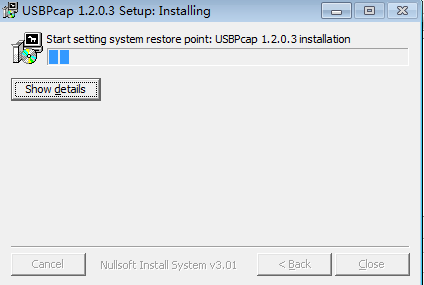 USBPcap 1.2.0.3 Setup: Installing
Start setting system restore point: USBPcap 1.2.0.3 installation
Show details
Cancel
Nullsoft Install System v3.01
< Back
Close